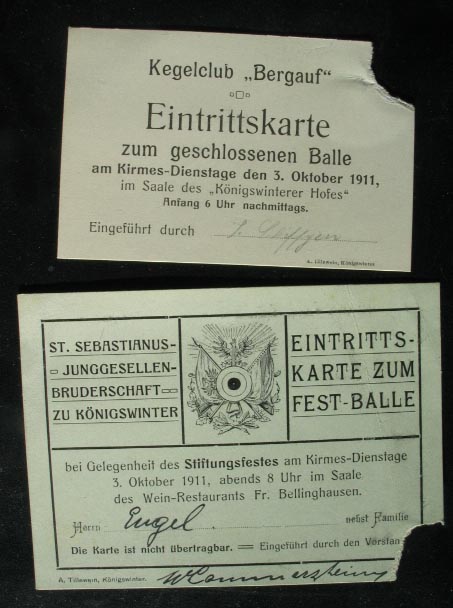 Kegelclub „Bergauf"
Eintrittskarte
zum geschlossenen Balle
am Kirmes-Dienstage den 3. Oktober 1911,
im Saale des „Königswinterer Hofes"
Anfang 6 Uhr nachmittags.
Eingeführt durch
A. Tillewein, Königswinter.
ST. SEBASTIANUS-
JUNGGESELLEN-
BRUDERSCHAFT
ZU KÖNIGSWINTER
EINTRITTS-
KARTE ZUM
FEST-BALLE
bei Gelegenheit des Stiftungsfestes am Kirmes-Dienstage
3. Oktober 1911, abends 8 Uhr im Saale
des Wein-Restaurants Fr. Bellinghausen.
Herrn Engel. nebst Familie
Die Karte ist nicht übertragbar. = Eingeführt durch den Vorstan
A. Tillewein, Königswinter.